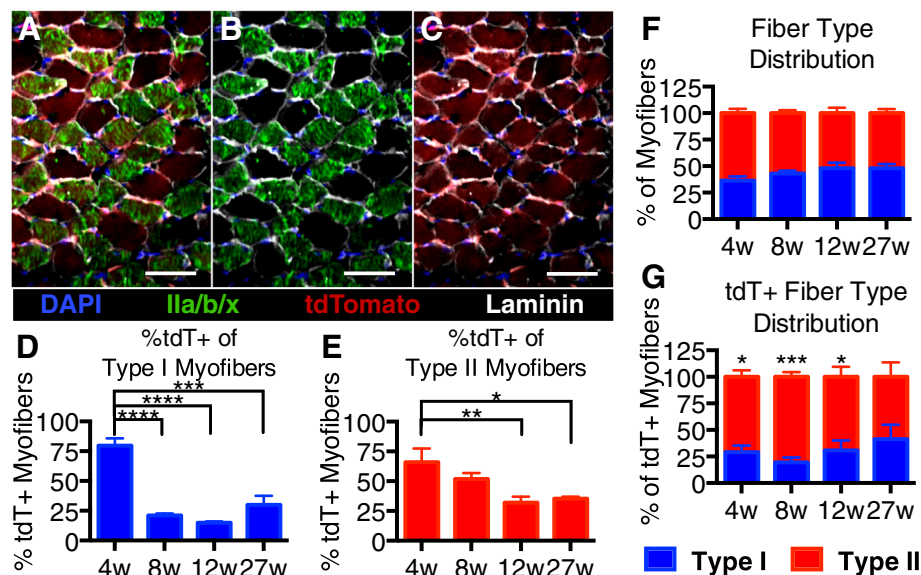 A
B
C
DAPI IIa/b/x tdTomato Laminin
D
%tdT+ of
Type I Myofibers
% tdT+ Myofibers
100
75
50
25
0
***
****
****
4w 8w 12w 27w
E
%tdT+ of
Type II Myofibers
% tdT+ Myofibers
100
75
50
25
0
*
**
4w 8w 12w 27w
F
Fiber Type
Distribution
% of Myofibers
125
100
75
50
25
0
4w 8w 12w 27w
G
tdT+ Fiber Type
Distribution
% of tdT+ Myofibers
125
100
75
50
25
0
* *** *
4w 8w 12w 27w
Type I Type II